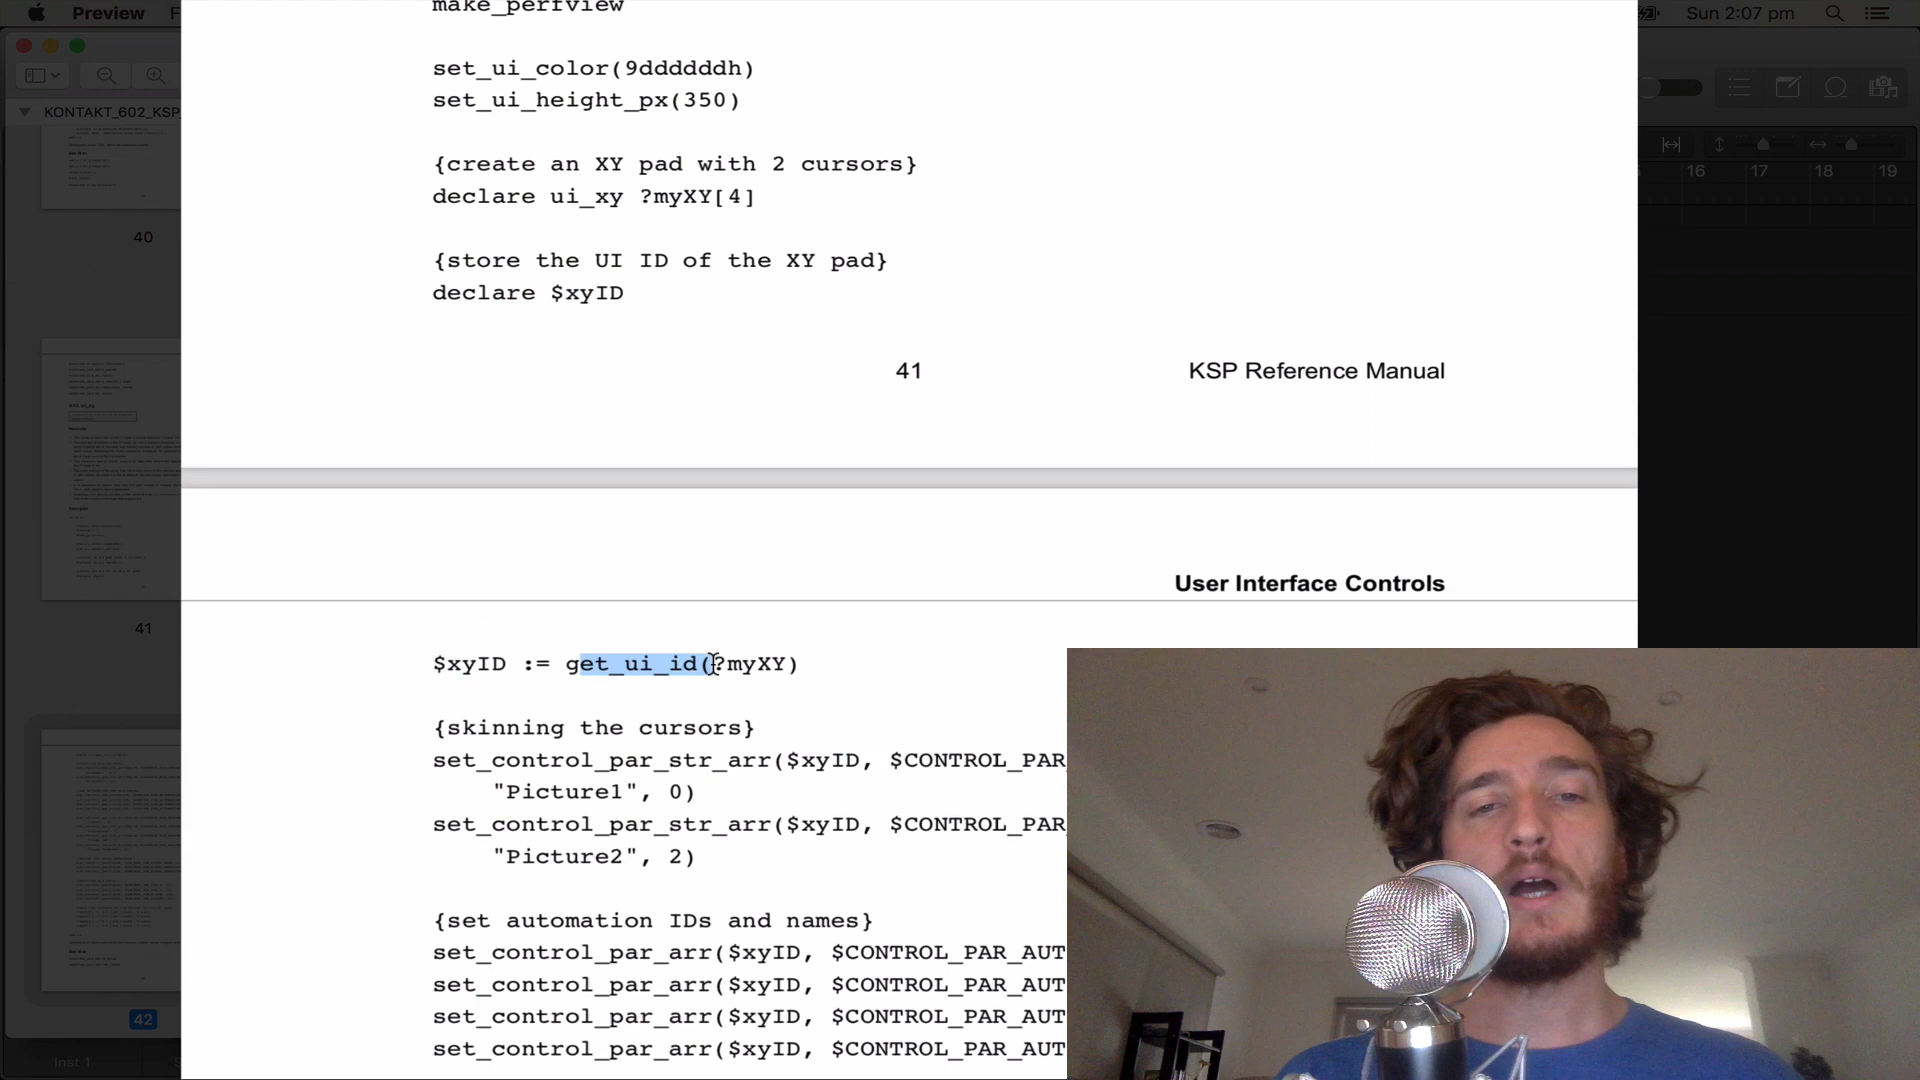 Preview F
Sun 2:07 pm
KONTAKT_602_KSP
make_perfview
set_ui_color(9ddddddh)
set_ui_height_px(350)
{create an XY pad with 2 cursors}
declare ui_xy ?myXY[4]
{store the UI ID of the XY pad}
declare $xyID
41
KSP Reference Manual
User Interface Controls
$xyID := get_ui_id(?myXY)
{skinning the cursors}
set_control_par_str_arr($xyID, $CONTROL_PAR_
"Picture1", 0)
set_control_par_str_arr($xyID, $CONTROL_PAR_
"Picture2", 2)
{set automation IDs and names}
set_control_par_arr($xyID, $CONTROL_PAR_AUT
set_control_par_arr($xyID, $CONTROL_PAR_AUT
set_control_par_arr($xyID, $CONTROL_PAR_AUT
set_control_par_arr($xyID, $CONTROL_PAR_AUT
40
41
42
Inst 1
16 17 18 19